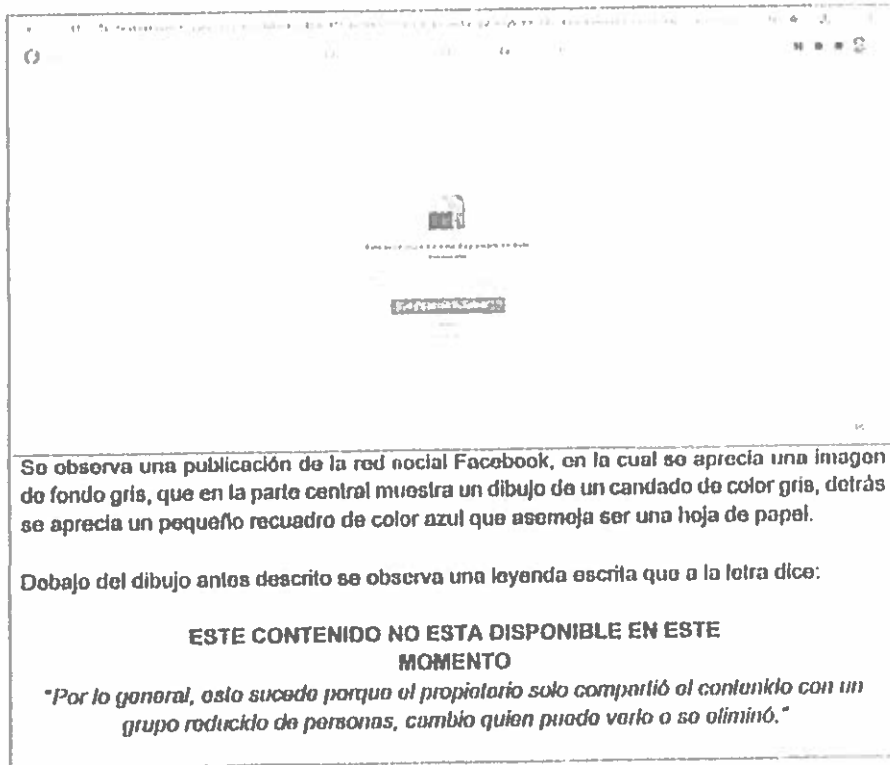 Se observa una publicación de la red social Facebook, en la cual se aprecia una imagen
de fondo gris, que en la parte central muestra un dibujo de un candado de color gris, detrás
se aprecia un pequeño recuadro de color azul que asemeja ser una hoja de papel.
Debajo del dibujo antes descrito se observa una leyenda escrita que a la letra dice:
ESTE CONTENIDO NO ESTA DISPONIBLE EN ESTE
MOMENTO
"Por lo general, esto sucede porque el propietario solo compartió el contenido con un
grupo reducido de personas, cambio quien puede verlo o se eliminó."